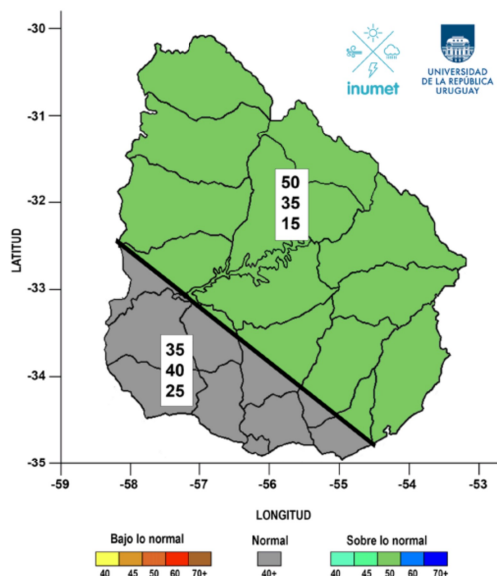 -30
-31
-32
-33
-34
-35
LATITUD
inumet
UNIVERSIDAD
DE LA REPÚBLICA
URUGUAY
50
35
15
35
40
25
-59
-58
-57
-56
-55
-54
-53
LONGITUD
Bajo lo normal
Normal
Sobre lo normal
40 45 50 60 70+
40+
40 45 50 60 70+